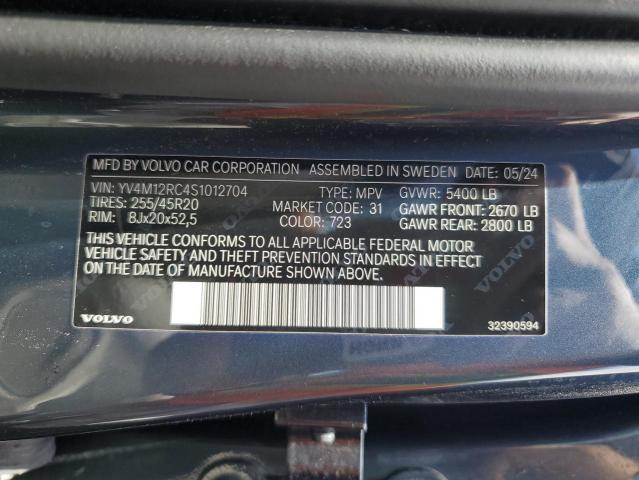 MFD BY VOLVO CAR CORPORATION ASSEMBLED IN SWEDEN DATE: 05/24
VIN: YV4M12RC4S1012704 TYPE: MPV GVWR: 5400 LB
TIRES: 255/45R20 MARKET CODE: 31 GAWR FRONT: 2670 LB
RIM: 8Jx20x52,5 COLOR: 723 GAWR REAR: 2800 LB
THIS VEHICLE CONFORMS TO ALL APPLICABLE FEDERAL MOTOR
VEHICLE SAFETY AND THEFT PREVENTION STANDARDS IN EFFECT
ON THE DATE OF MANUFACTURE SHOWN ABOVE.
VOLVO 32390594